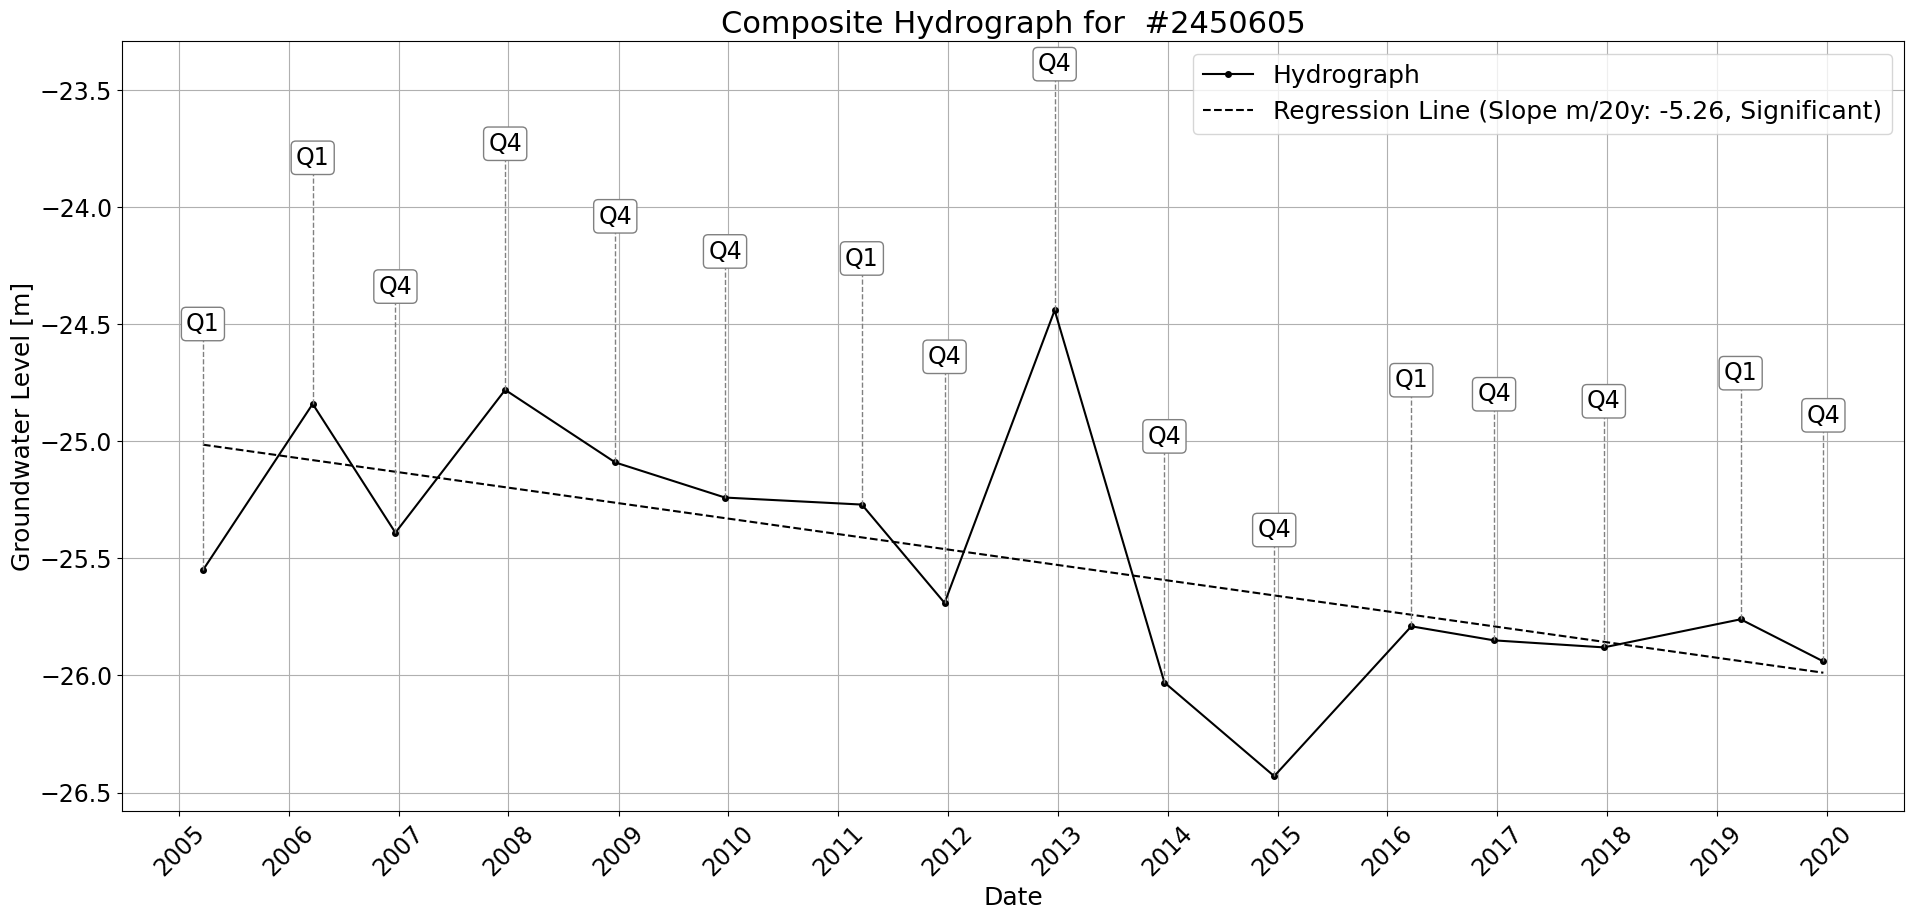 Composite Hydrograph for  #2450605
Hydrograph
Regression Line (Slope m/20y: -5.26, Significant)
Groundwater Level [m]
−23.5
−24.0
−24.5
−25.0
−25.5
−26.0
−26.5
Q1
Q1
Q4
Q4
Q4
Q4
Q1
Q4
Q4
Q4
Q4
Q1
Q4
Q4
Q1
Q4
2005
2006
2007
2008
2009
2010
2011
2012
2013
2014
2015
2016
2017
2018
2019
2020
Date